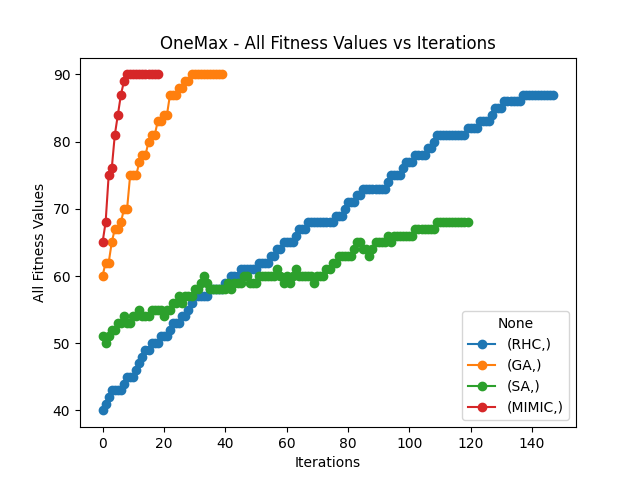 OneMax - All Fitness Values vs Iterations
All Fitness Values
90
80
70
60
50
40
0 20 40 60 80 100 120 140
Iterations
None
(RHC,)
(GA,)
(SA,)
(MIMIC,)